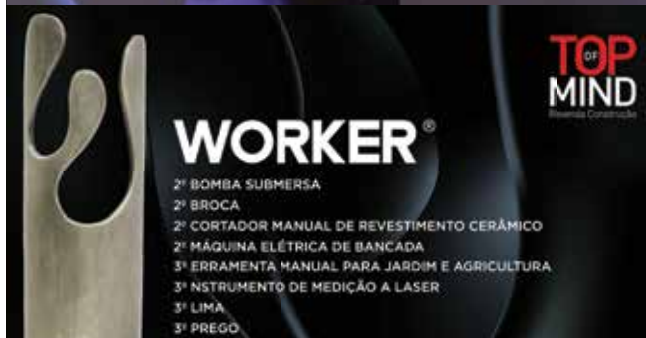 TOP
OF
MIND
Revenda Construção
WORKER®
2º BOMBA SUBMERSA
2º BROCA
2º CORTADOR MANUAL DE REVESTIMENTO CERÂMICO
2º MÁQUINA ELÉTRICA DE BANCADA
3º ERRAMENTA MANUAL PARA JARDIM E AGRICULTURA
3º NSTRUMENTO DE MEDIÇÃO A LASER
3º LIMA
3º PREGO